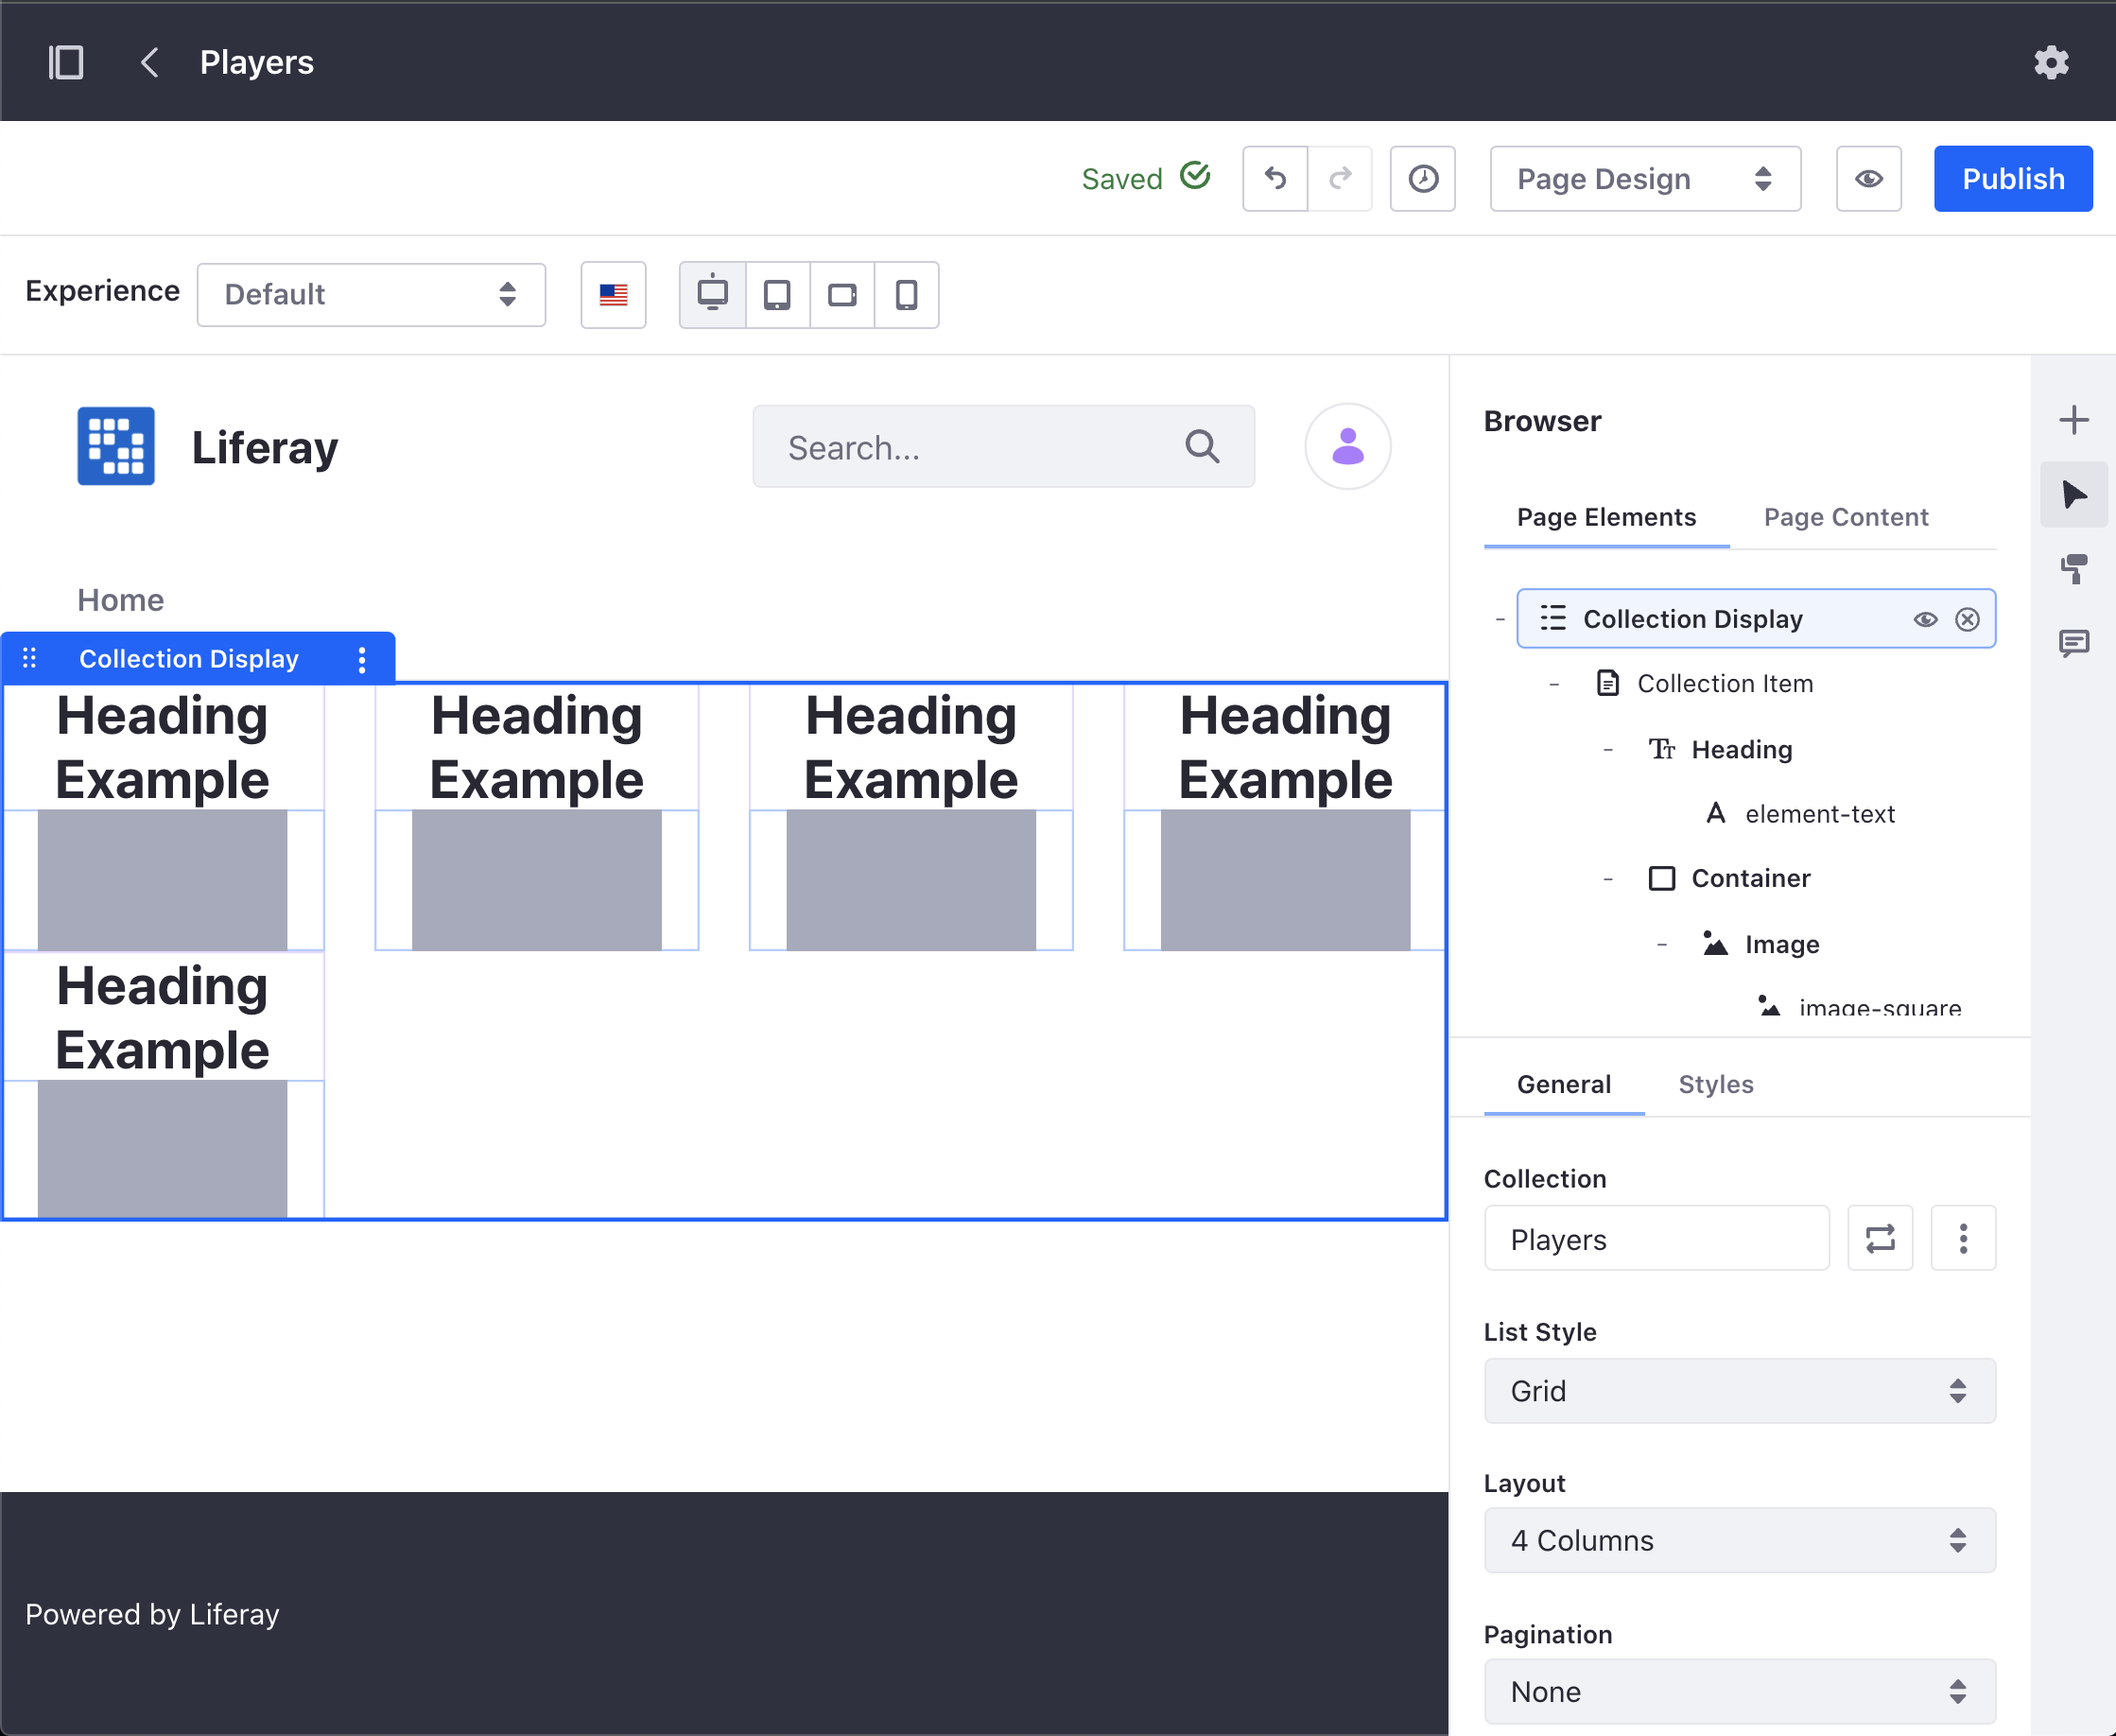 Players
Saved
Page Design
Publish
Experience
Default
Liferay
Search...
Home
Collection Display
Heading Heading Heading Heading
Example Example Example Example
Heading
Example
Powered by Liferay
Browser
Page Elements Page Content
Collection Display
Collection Item
Heading
element-text
Container
Image
image-square
General Styles
Collection
Players
List Style
Grid
Layout
4 Columns
Pagination
None